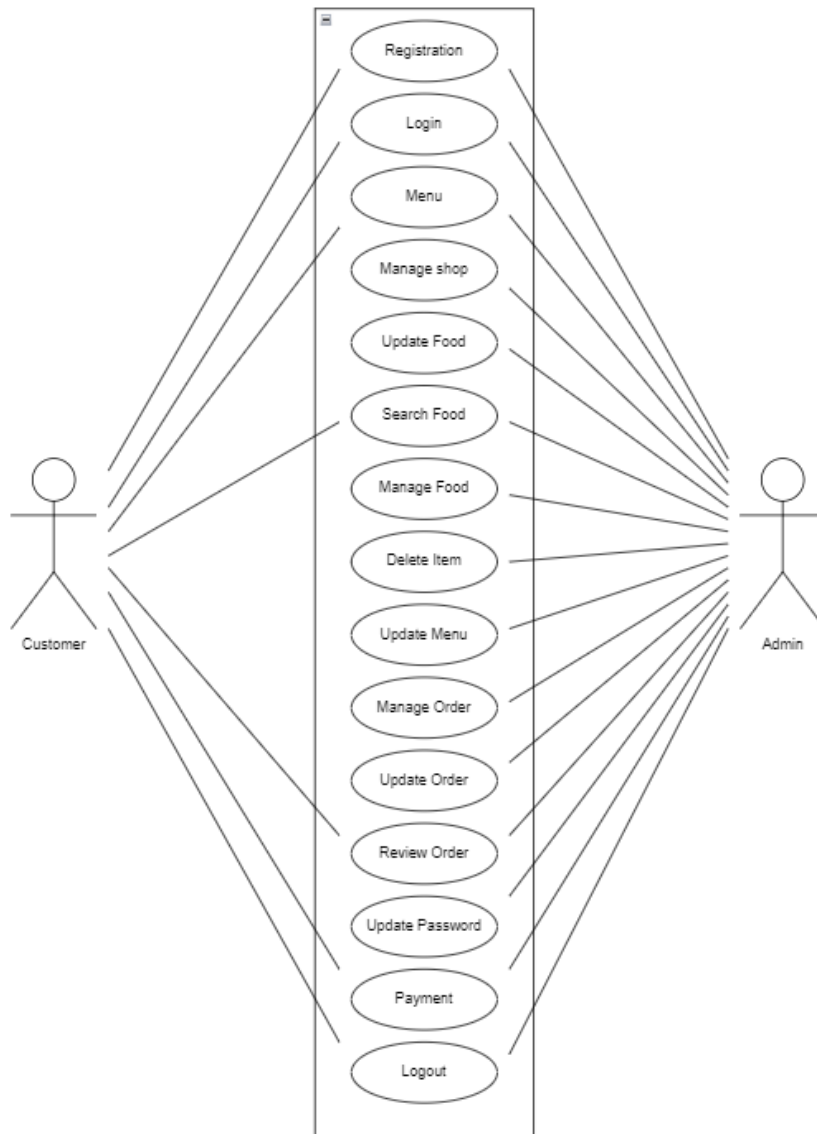 Registration
Login
Menu
Manage shop
Update Food
Search Food
Manage Food
Delete Item
Update Menu
Customer
Admin
Manage Order
Update Order
Review Order
Update Password
Payment
Logout